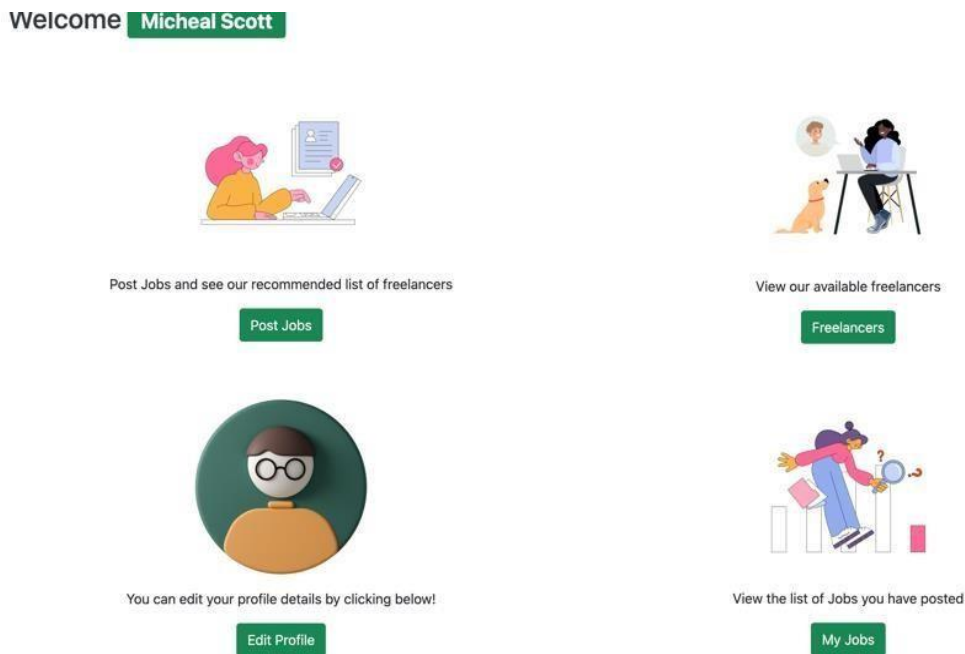 Welcome Micheal Scott
Post Jobs and see our recommended list of freelancers
View our available freelancers
Post Jobs
Freelancers
? ?
You can edit your profile details by clicking below!
View the list of Jobs you have posted
Edit Profile
My Jobs